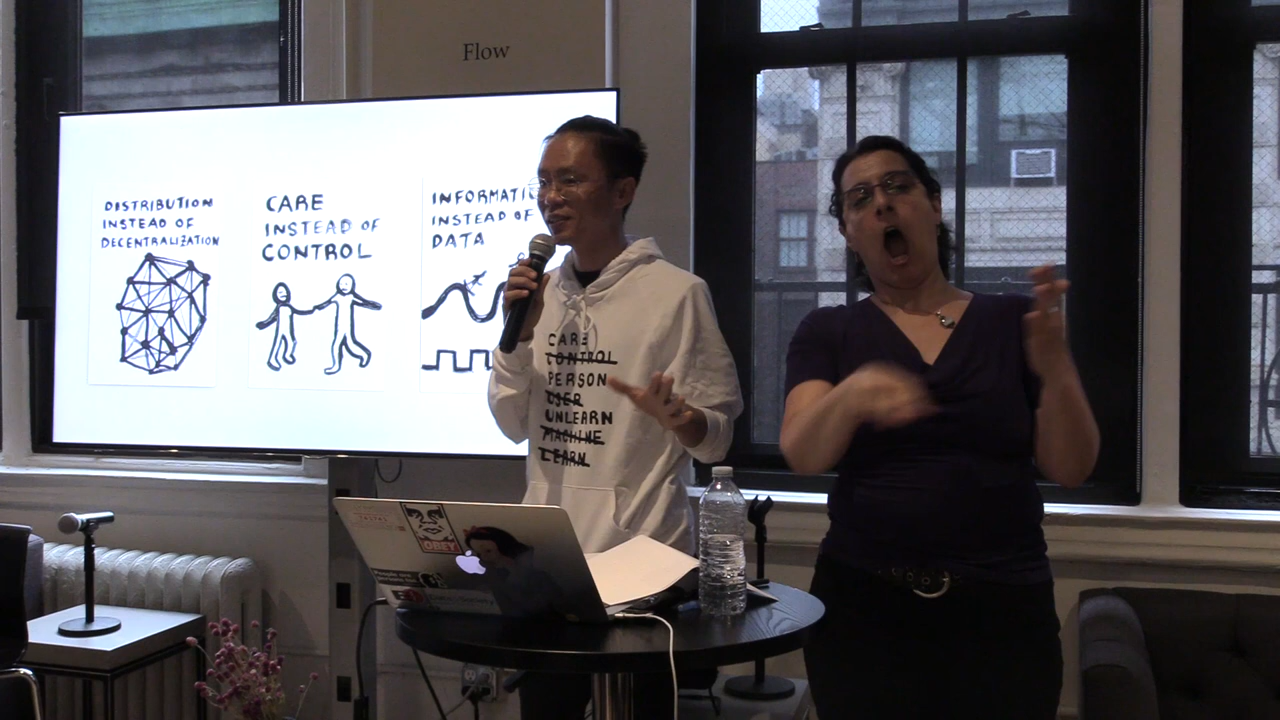 Flow
DISTRIBUTION
INSTEAD OF
DECENTRALIZATION
CARE
INSTEAD OF
CONTROL
INFORMATI
INSTEAD OF
DATA
CARE
CONTROL
PERSON
USER
UNLEARN
MACHINE
LEARN
OBEY